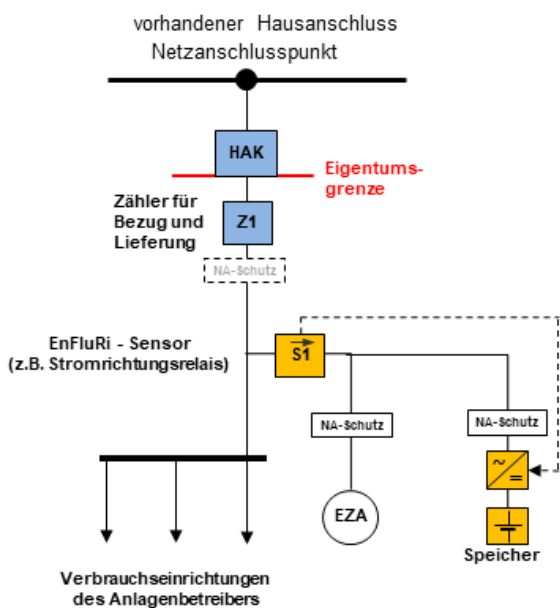 vorhandener Hausanschluss
Netzanschlusspunkt
HAK
Eigentums-
grenze
Zähler für
Bezug und
Lieferung
Z1
NA-Schutz
EnFluRi - Sensor
(z.B. Stromrichtungsrelais)
S1
NA-Schutz
NA-Schutz
EZA
~
=
Speicher
Verbrauchseinrichtungen
des Anlagenbetreibers